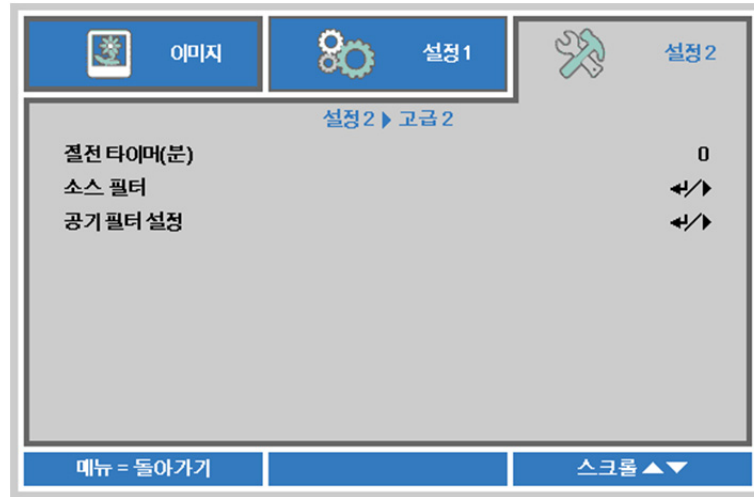 이미지
설정 1
설정 2
설정 2 ▶ 고급 2
절전 타이머(분) 0
소스 필터 ↵/▶
공기 필터 설정 ↵/▶
메뉴 = 돌아가기
스크롤 ▲▼